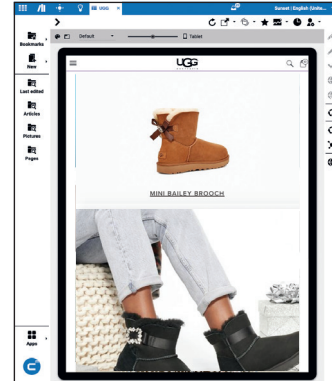 Sunset | English (Unite...
Bookmarks
New
Last edited
Articles
Pictures
Pages
Apps
Default
Tablet
UGG
MINI BAILEY BROOCH